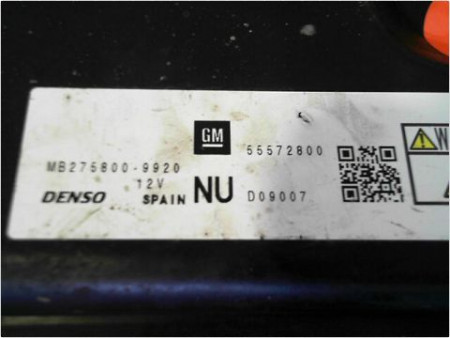 GM 55572800
MB275800-9920
12V
DENSO SPAIN NU D09007